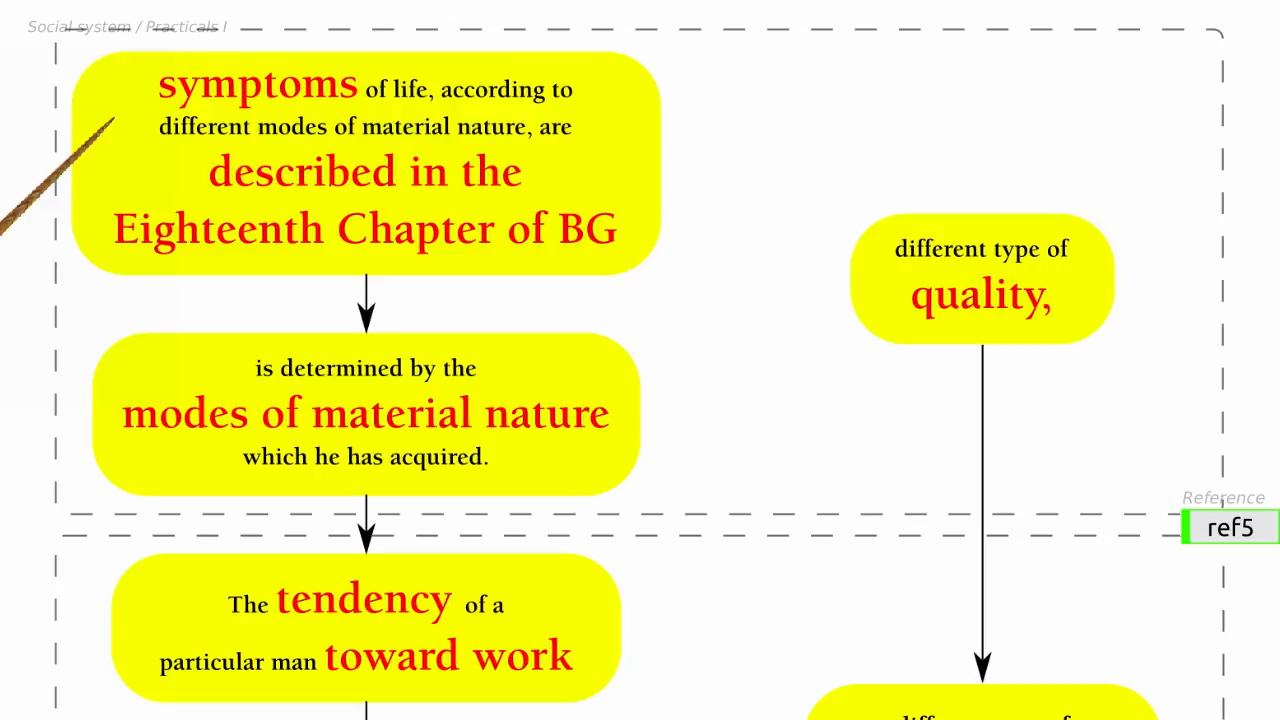 Social system / Practicals I
symptoms of life, according to
different modes of material nature, are
described in the
Eighteenth Chapter of BG
different type of
quality,
is determined by the
modes of material nature
which he has acquired.
Reference
ref5
The tendency of a
particular man toward work